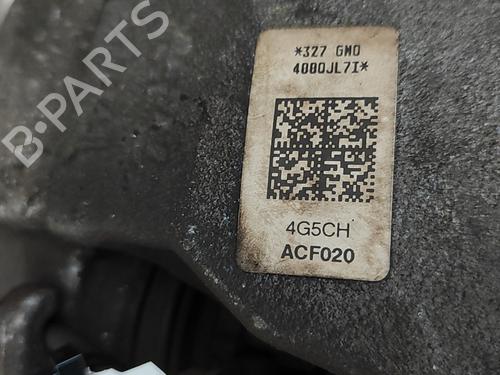 *327 GM0
4080JL7I*
4G5CH
ACF020
B-PARTS